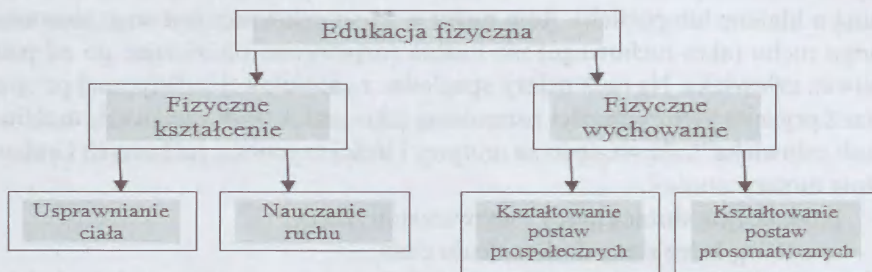 Edukacja fizyczna
Fizyczne
kształcenie
Fizyczne
wychowanie
Usprawnianie
ciała
Nauczanie
ruchu
Kształtowanie
postaw
prospołecznych
Kształtowanie
postaw
prosomatycznych